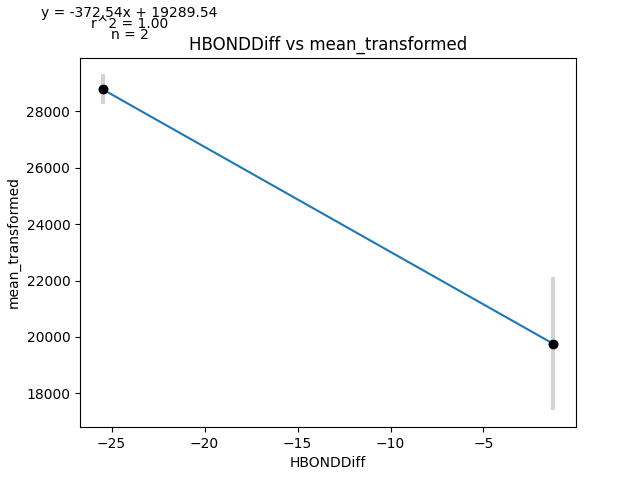 y = -372.54x + 19289.54
r^2 = 1.00
n = 2
HBONDDiff vs mean_transformed
28000
26000
24000
22000
20000
18000
mean_transformed
−25
−20
−15
−10
−5
HBONDDiff